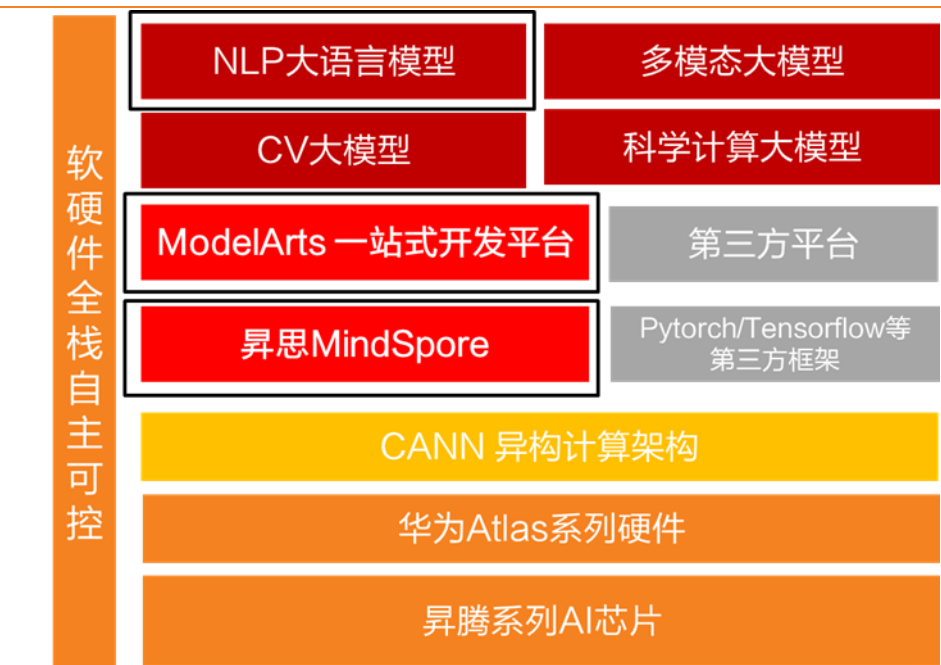 软硬件全栈自主可控
NLP大语言模型
多模态大模型
CV大模型
科学计算大模型
ModelArts 一站式开发平台
第三方平台
昇思MindSpore
Pytorch/Tensorflow等
第三方框架
CANN 异构计算架构
华为Atlas系列硬件
昇腾系列AI芯片